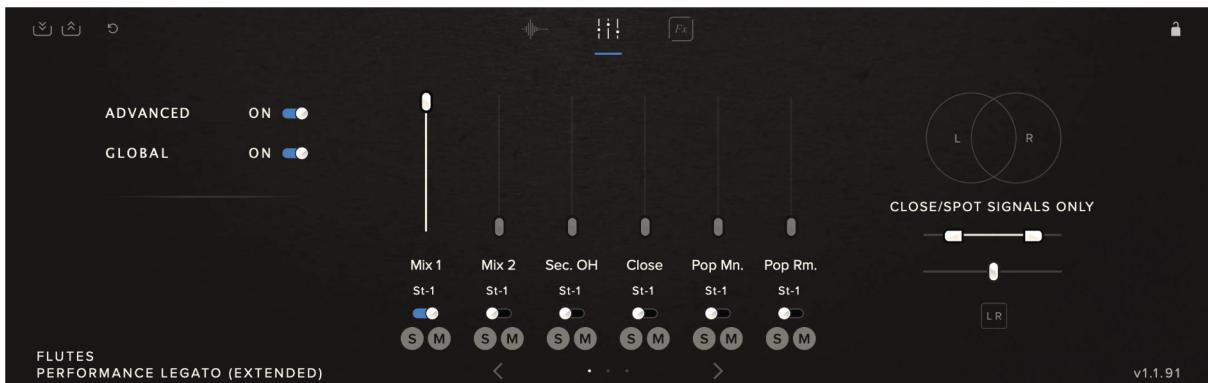 Fx
ADVANCED ON
GLOBAL ON
L R
CLOSE/SPOT SIGNALS ONLY
Mix 1 Mix 2 Sec. OH Close Pop Mn. Pop Rm.
St-1 St-1 St-1 St-1 St-1 St-1
S M S M S M S M S M S M
L R
FLUTES
PERFORMANCE LEGATO (EXTENDED)
v1.1.91